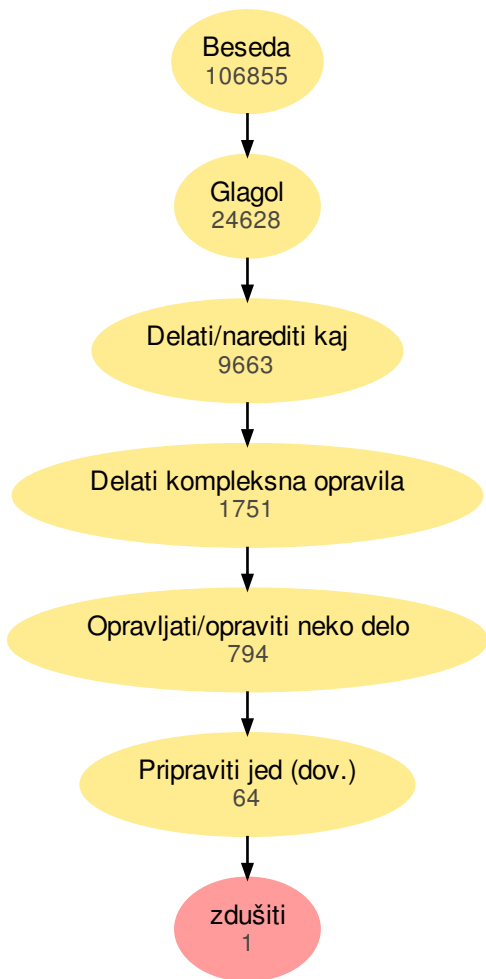 Beseda
106855
Glagol
24628
Delati/narediti kaj
9663
Delati kompleksna opravila
1751
Opravljati/opraviti neko delo
794
Pripraviti jed (dov.)
64
zdušiti
1